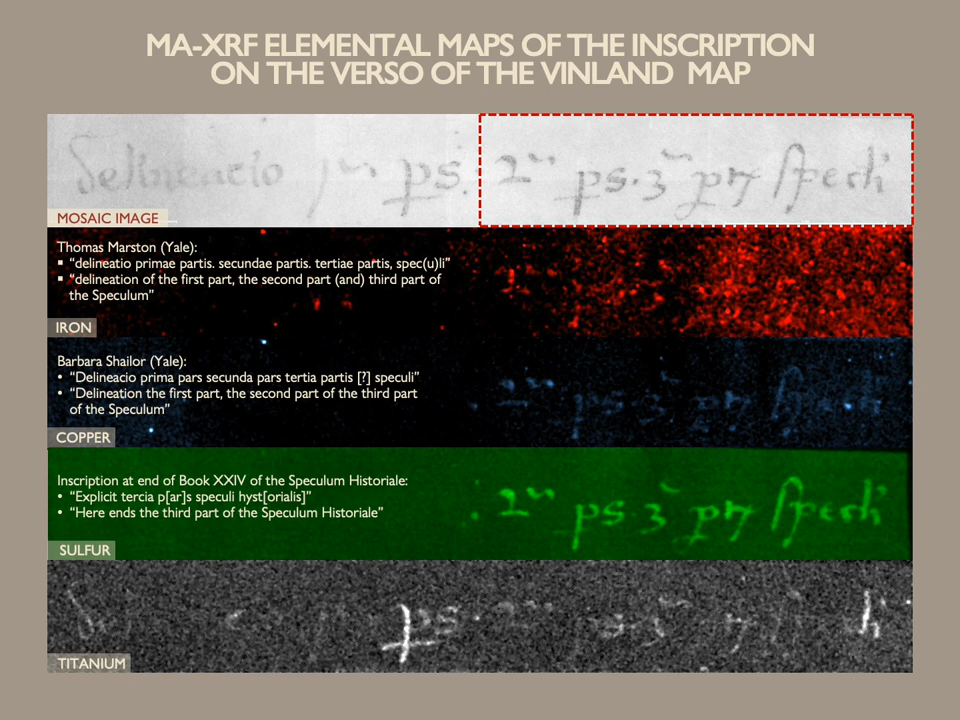 MA-XRF ELEMENTAL MAPS OF THE INSCRIPTION
ON THE VERSO OF THE VINLAND MAP
delineacio p͞s. 2 ps. 3 speculi
MOSAIC IMAGE
Thomas Marston (Yale):
▪ “delineatio primae partis. secundae partis. tertiae partis, spec(u)li”
▪ “delineation of the first part, the second part (and) third part of
the Speculum”
IRON
Barbara Shailor (Yale):
• “Delineacio prima pars secunda pars tertia partis [?] speculi”
• “Delineation the first part, the second part of the third part
of the Speculum”
COPPER
Inscription at end of Book XXIV of the Speculum Historiale:
• “Explicit tercia p[ar]s speculi hyst[orialis]”
• “Here ends the third part of the Speculum Historiale”
SULFUR
TITANIUM